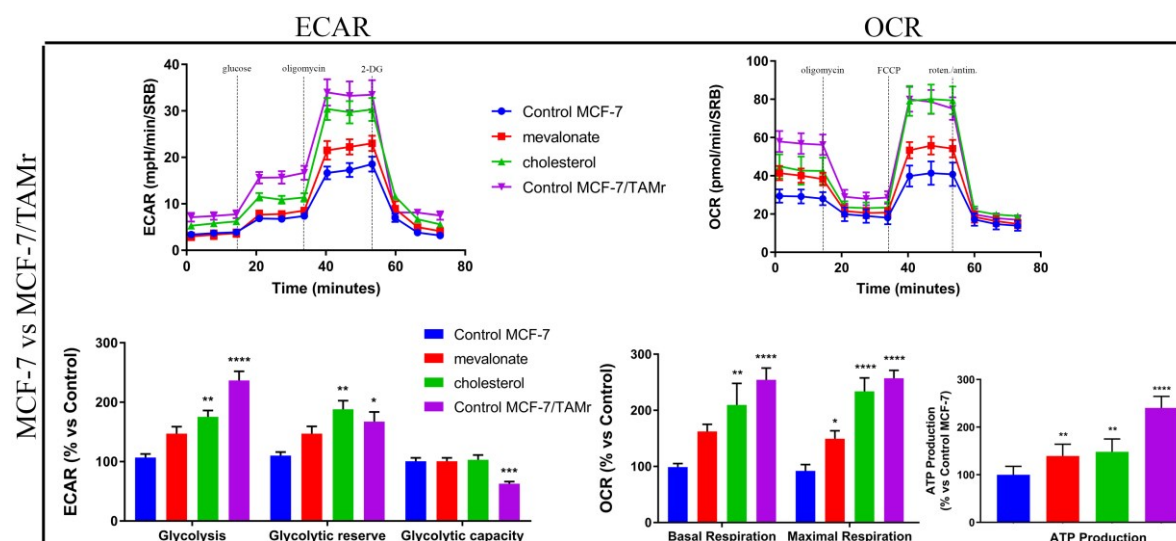 ECAR
OCR
MCF-7 vs MCF-7/TAMr
glucose oligomycin 2-DG
ECAR (mpH/min/SRB)
40
30
20
10
0
0 20 40 60 80
Time (minutes)
Control MCF-7
mevalonate
cholesterol
Control MCF-7/TAMr
oligomycin FCCP roten./antim.
OCR (pmol/min/SRB)
100
80
60
40
20
0
0 20 40 60 80
Time (minutes)
ECAR (% vs Control)
300
200
100
0
** **** ** * ***
Glycolysis Glycolytic reserve Glycolytic capacity
Control MCF-7
mevalonate
cholesterol
Control MCF-7/TAMr
OCR (% vs Control)
300
200
100
0
** **** * **** ****
Basal Respiration Maximal Respiration
ATP Production
(% vs Control MCF-7)
300
200
100
0
** ** ****
ATP Production